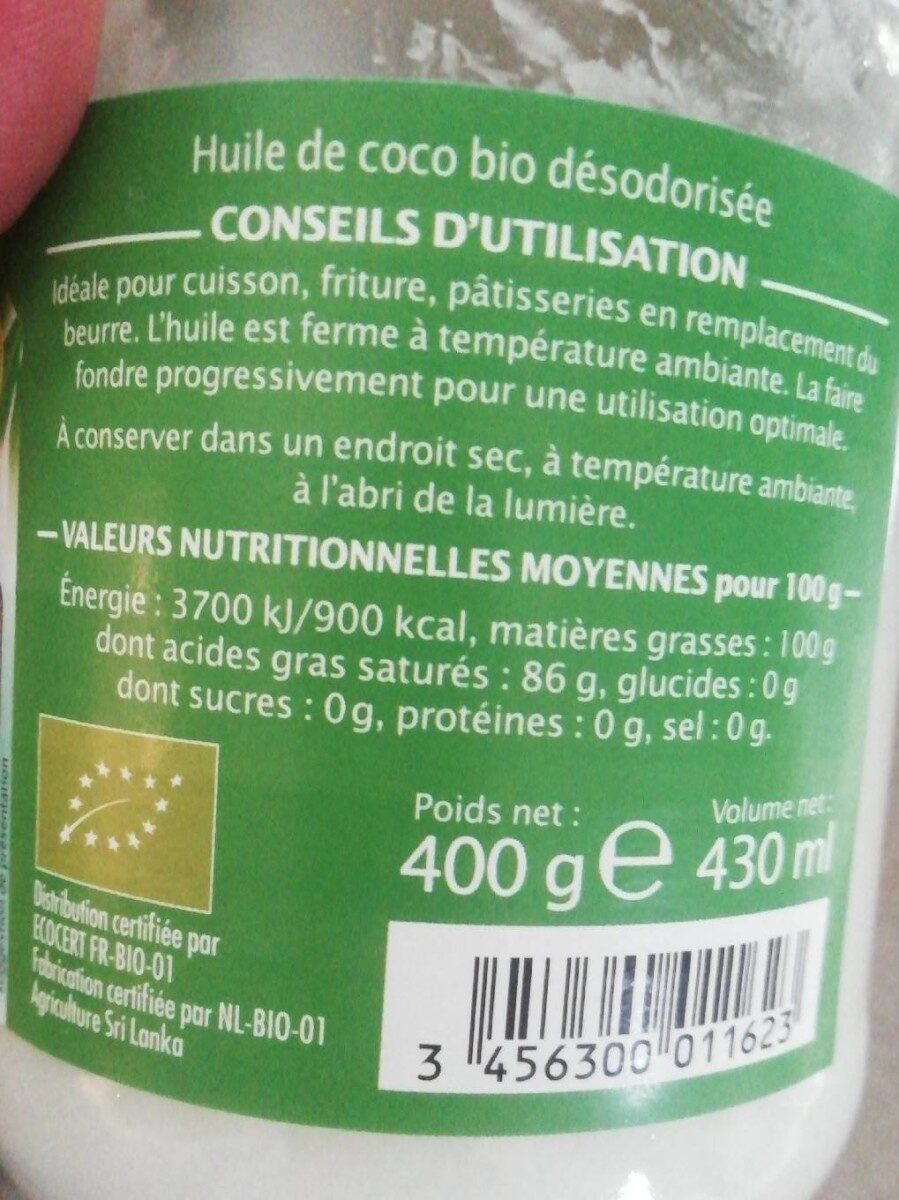 Huile de coco bio désodorisée
CONSEILS D'UTILISATION
Idéale pour cuisson, friture, pâtisseries en remplacement du
beurre. L'huile est ferme à température ambiante. La faire
fondre progressivement pour une utilisation optimale.
À conserver dans un endroit sec, à température ambiante,
à l'abri de la lumière.
VALEURS NUTRITIONNELLES MOYENNES pour 100 g
Énergie : 3700 kJ/900 kcal, matières grasses : 100 g
dont acides gras saturés : 86 g, glucides : 0 g
dont sucres : 0 g, protéines : 0 g, sel : 0 g.
Poids net :
400 g e
Volume net :
430 ml
Distribution certifiée par
ECOCERT FR-BIO-01
Fabrication certifiée par NL-BIO-01
Agriculture Sri Lanka
3 456300 011623
de présentation